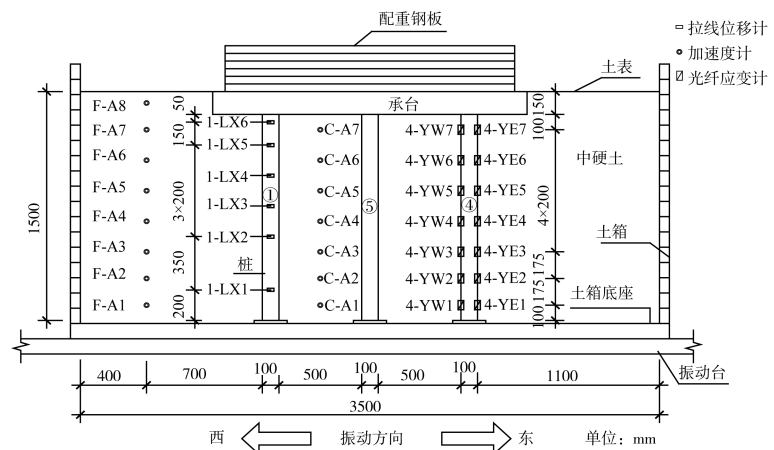 配重钢板
拉线位移计
加速度计
光纤应变计
土表
承台
F-A8
F-A7
F-A6
F-A5
F-A4
F-A3
F-A2
F-A1
1500
50
150
3×200
350
200
1-LX6
1-LX5
1-LX4
1-LX3
1-LX2
1-LX1
桩
①
C-A7
C-A6
C-A5
C-A4
C-A3
C-A2
C-A1
⑤
4-YW7
4-YW6
4-YW5
4-YW4
4-YW3
4-YW2
4-YW1
④
4-YE7
4-YE6
4-YE5
4-YE4
4-YE3
4-YE2
4-YE1
150
100
4×200
175
175
100
中硬土
土箱
土箱底座
振动台
400
700
100
500
100
500
100
1100
3500
西
振动方向
东
单位：mm